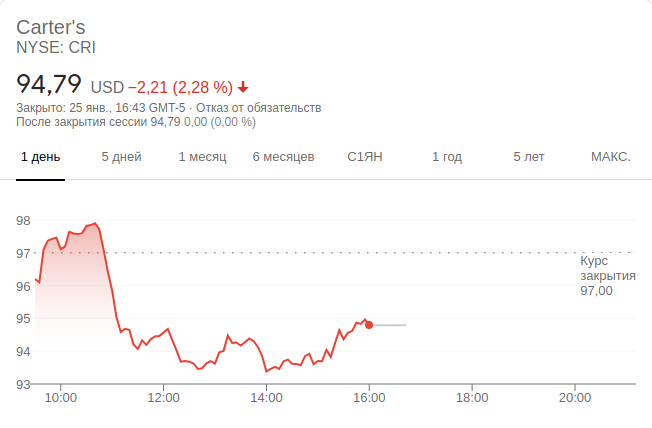 Carter's
NYSE: CRI
94,79 USD −2,21 (2,28 %)
Закрыто: 25 янв., 16:43 GMT-5 · Отказ от обязательств
После закрытия сессии 94,79 0,00 (0,00 %)
1 день 5 дней 1 месяц 6 месяцев С1ЯН 1 год 5 лет МАКС.
98
97
Курс
закрытия
97,00
96
95
94
93
10:00 12:00 14:00 16:00 18:00 20:00